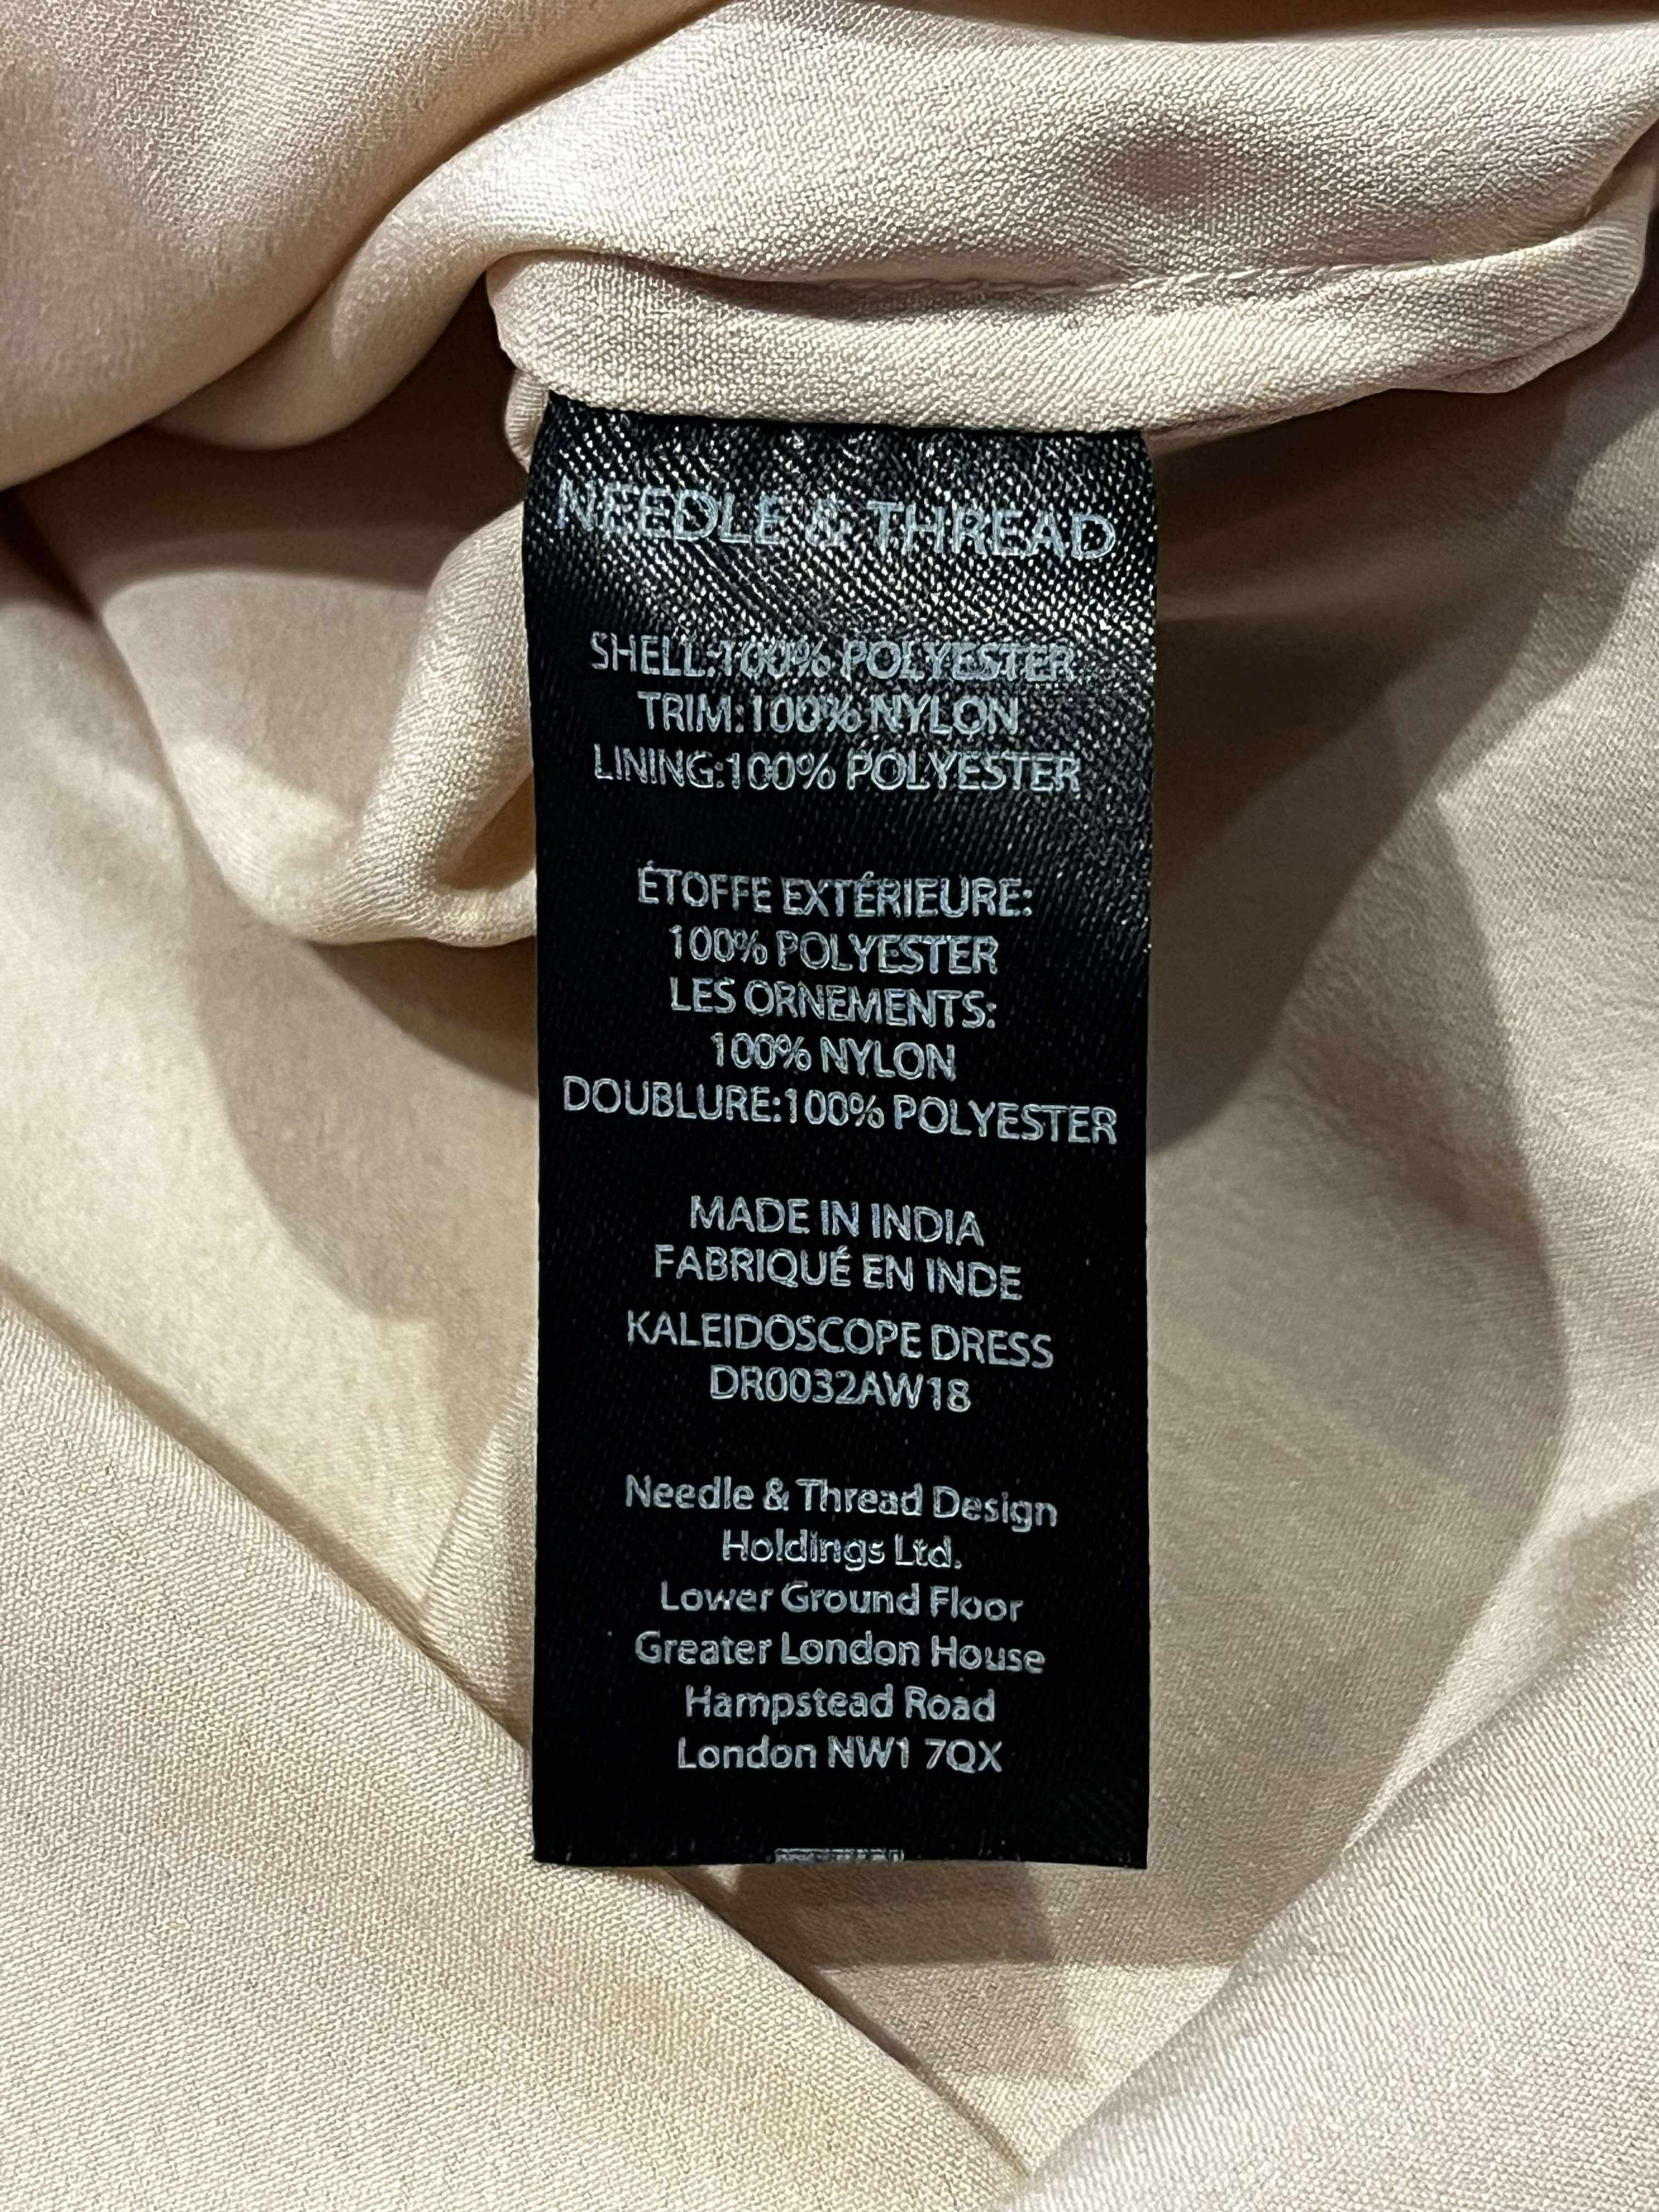 NEEDLE & THREAD
SHELL:100% POLYESTER
TRIM:100% NYLON
LINING:100% POLYESTER
ÉTOFFE EXTÉRIEURE:
100% POLYESTER
LES ORNEMENTS:
100% NYLON
DOUBLURE:100% POLYESTER
MADE IN INDIA
FABRIQUÉ EN INDE
KALEIDOSCOPE DRESS
DR0032AW18
Needle & Thread Design
Holdings Ltd.
Lower Ground Floor
Greater London House
Hampstead Road
London NW1 7QX